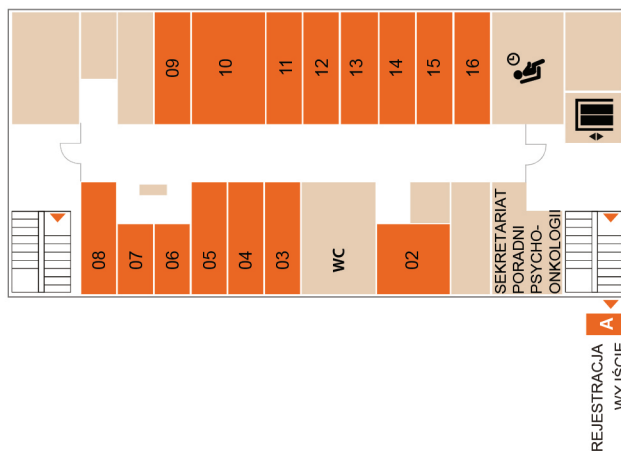 09
10
11
12
13
14
15
16
08
07
06
05
04
03
WC
02
SEKRETARIAT
PORADNI
PSYCHO-
ONKOLOGII
A
REJESTRACJA
WYJŚCIE